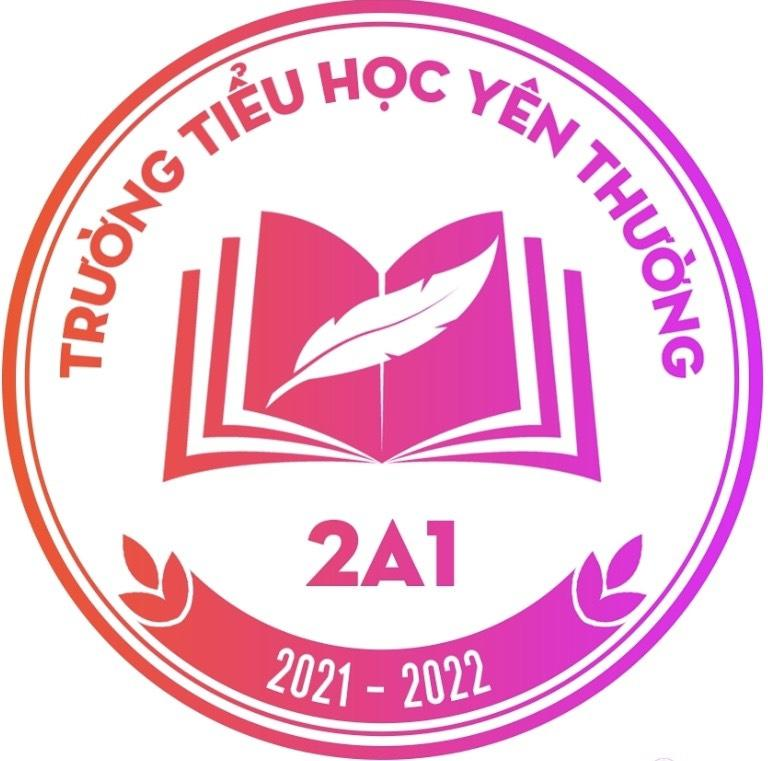 TRƯỜNG TIỂU HỌC YÊN THƯỜNG
2A1
2021 - 2022